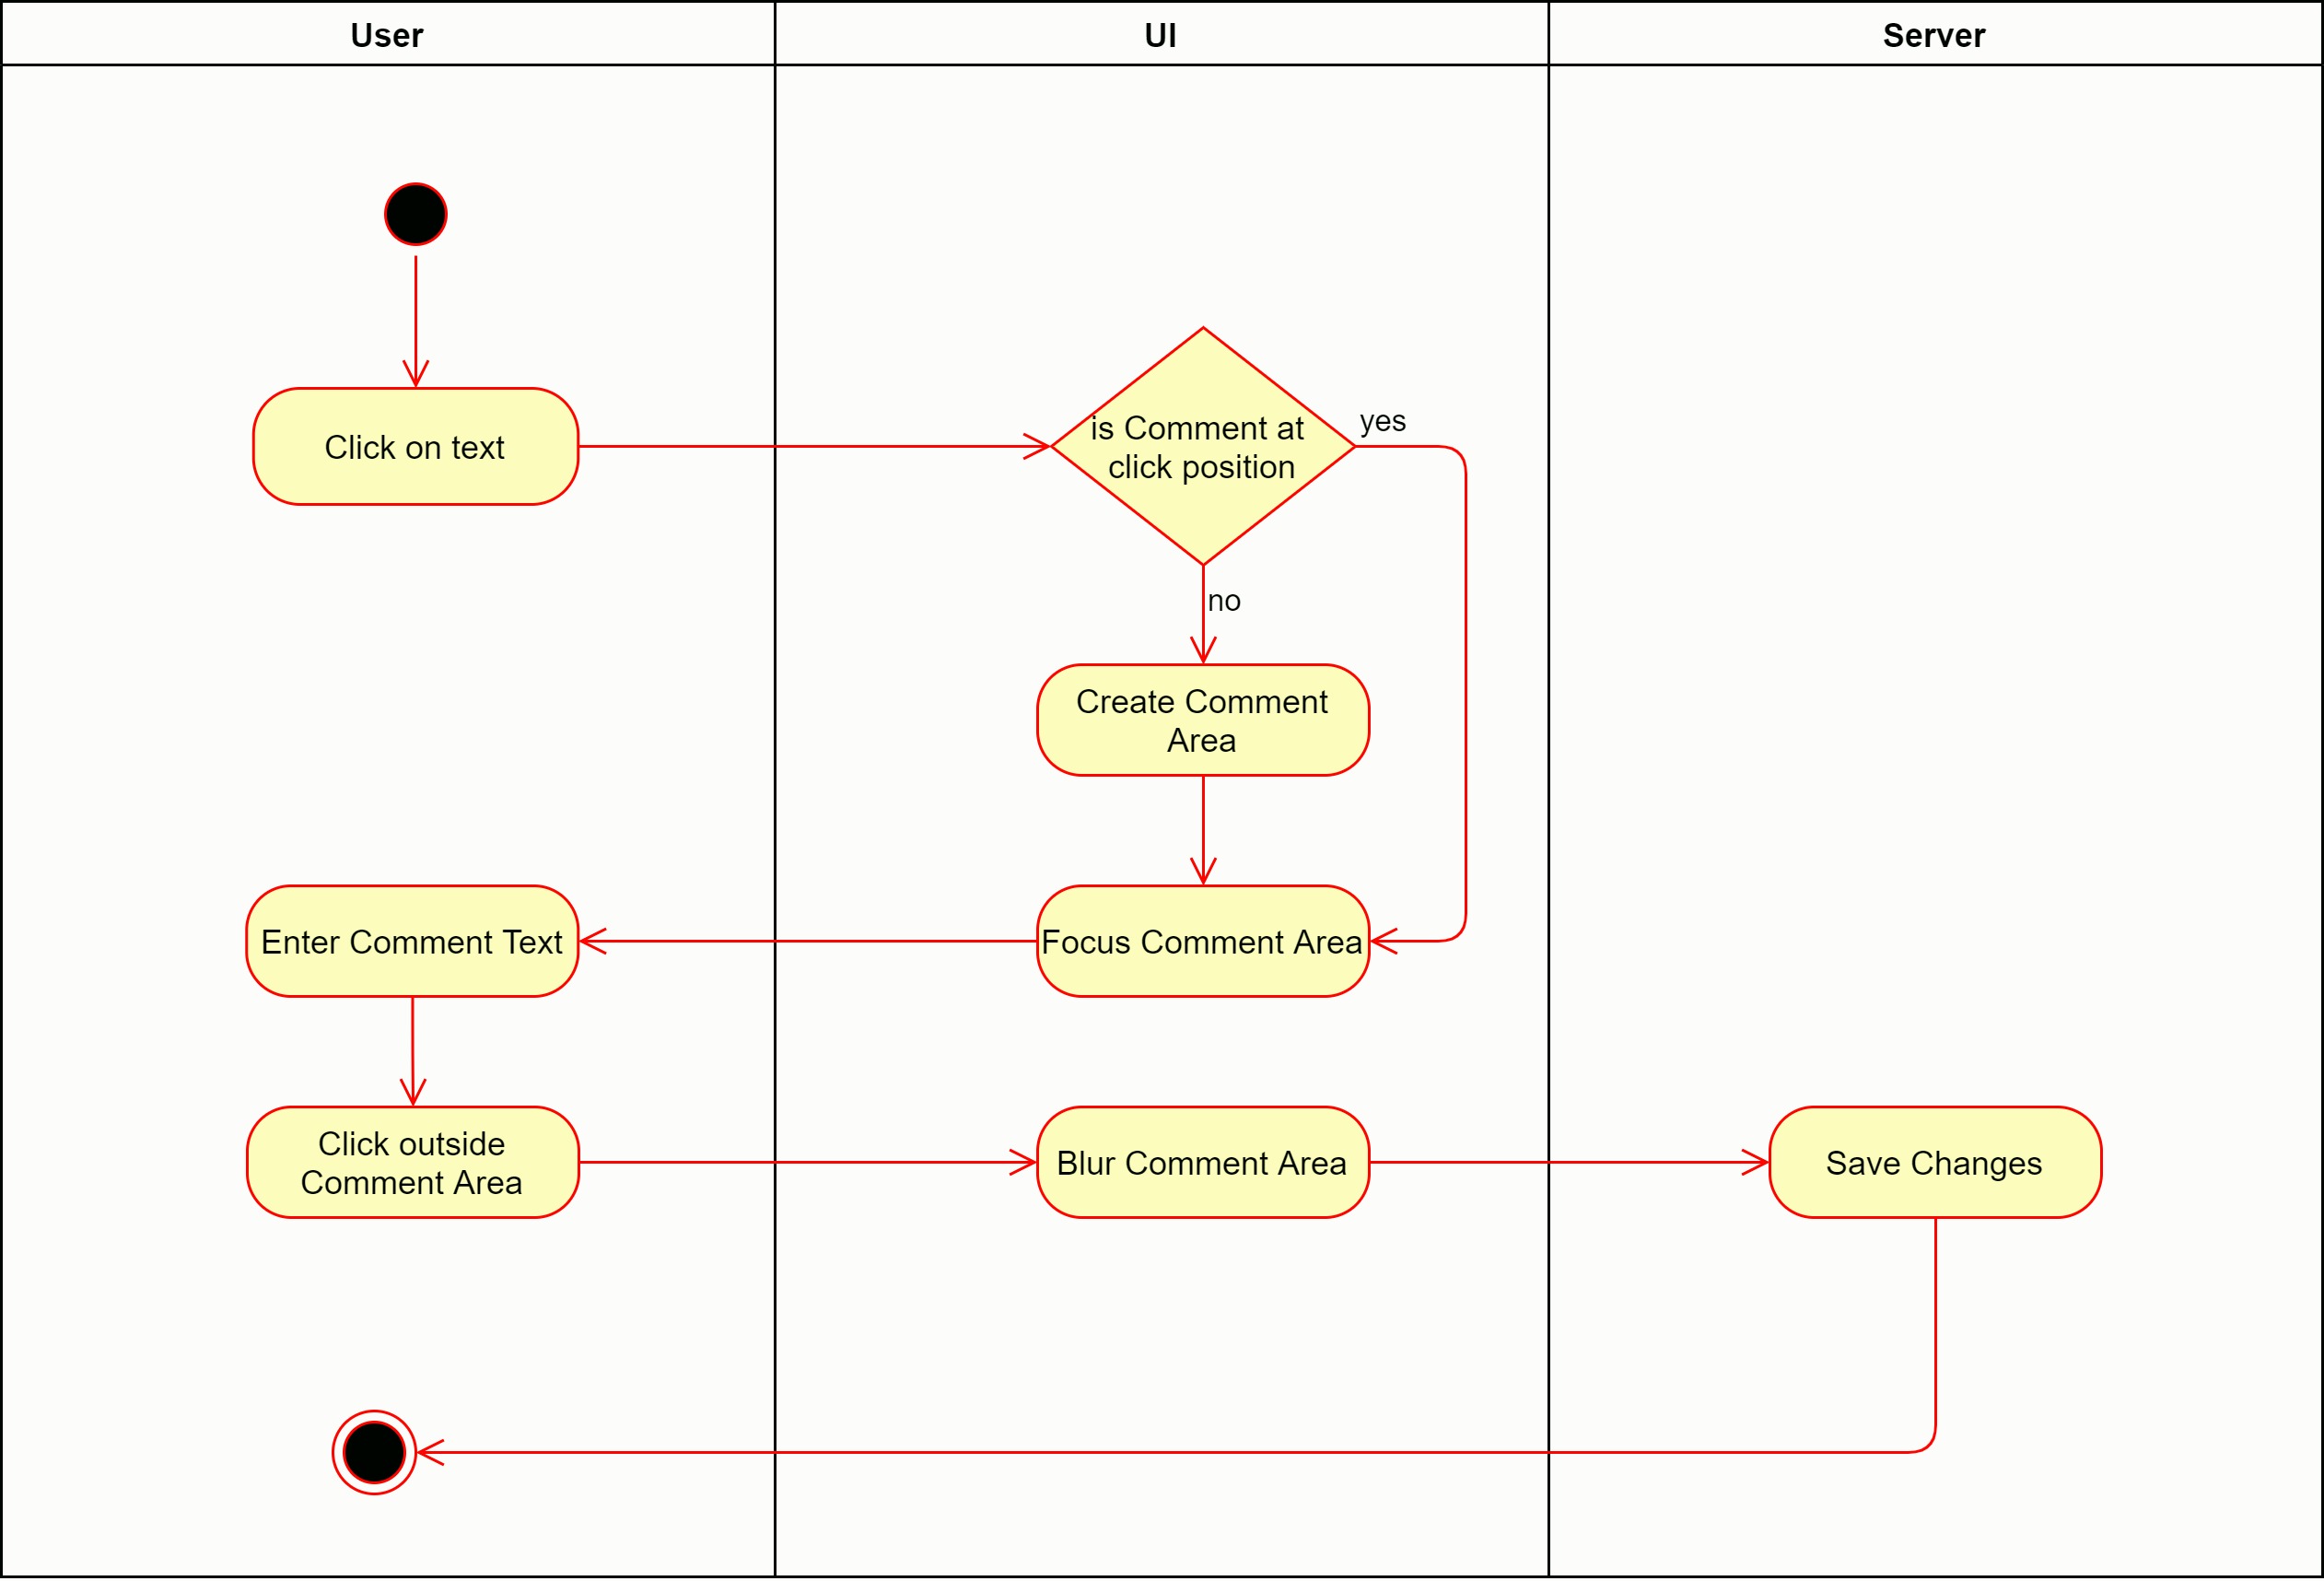 User
UI
Server
Click on text
is Comment at
click position
yes
no
Create Comment
Area
Enter Comment Text
Focus Comment Area
Click outside
Comment Area
Blur Comment Area
Save Changes